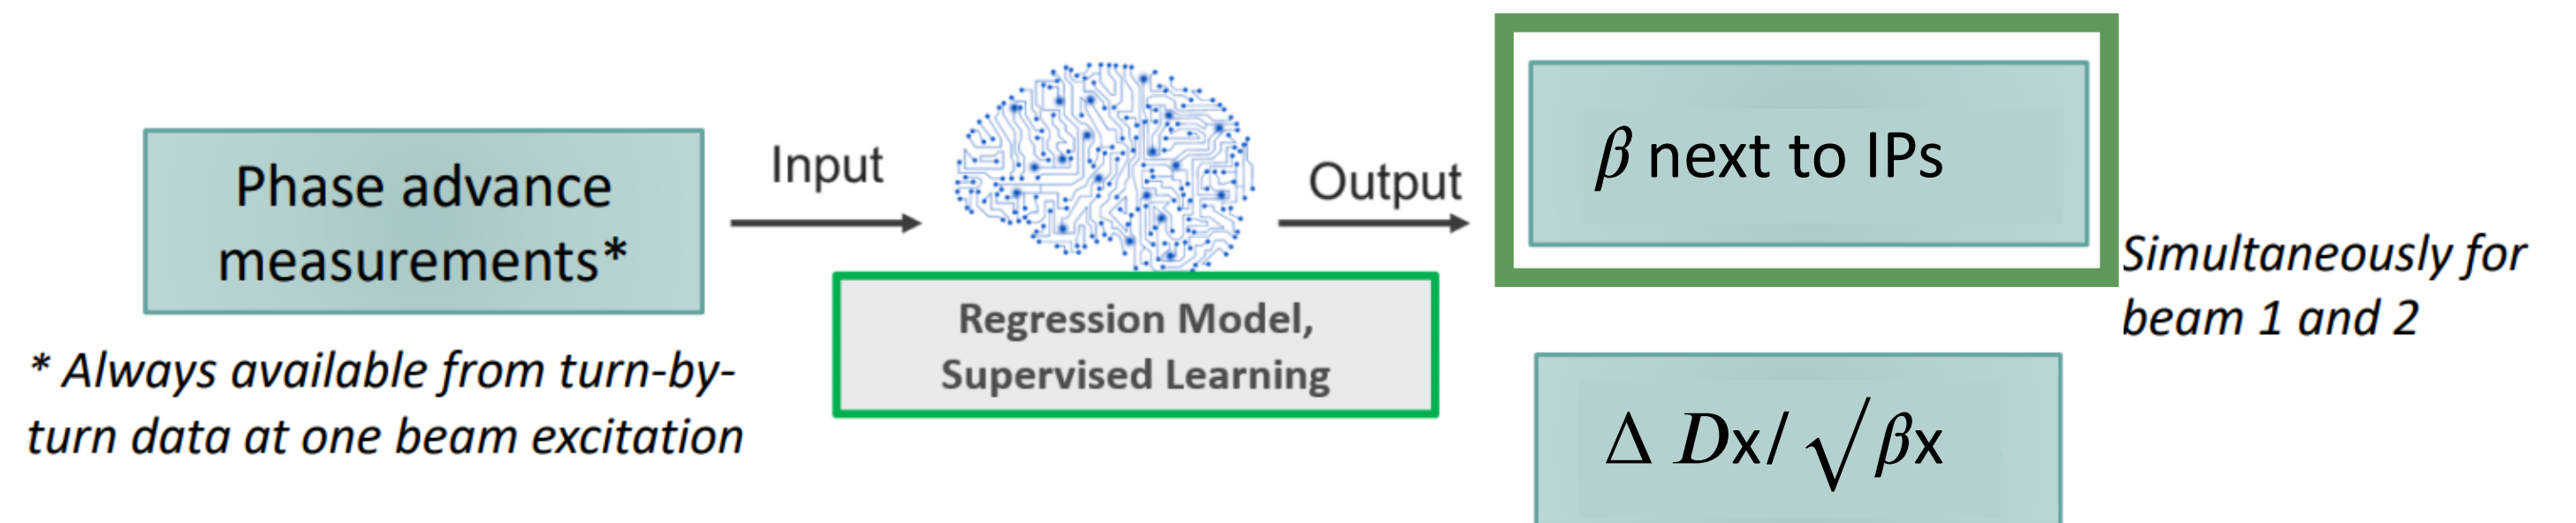 Phase advance
measurements*
* Always available from turn-by-
turn data at one beam excitation
Input
Regression Model,
Supervised Learning
Output
β next to IPs
Simultaneously for
beam 1 and 2
Δ Dx/ √βx